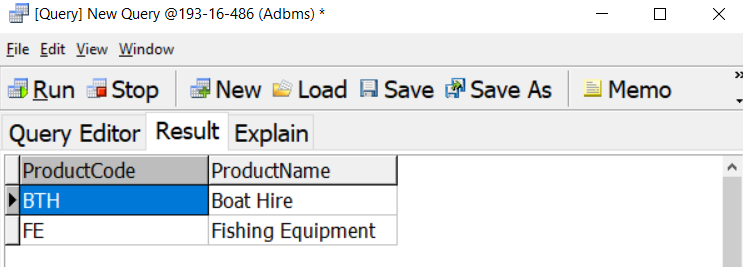 [Query] New Query @193-16-486 (Adbms) *
File Edit View Window
Run Stop New Load Save Save As Memo »
Query Editor Result Explain
ProductCode ProductName
BTH Boat Hire
FE Fishing Equipment